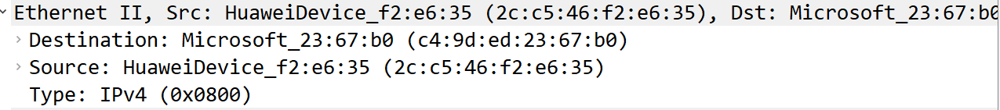 Ethernet II, Src: HuaweiDevice_f2:e6:35 (2c:c5:46:f2:e6:35), Dst: Microsoft_23:67:b0
Destination: Microsoft_23:67:b0 (c4:9d:ed:23:67:b0)
Source: HuaweiDevice_f2:e6:35 (2c:c5:46:f2:e6:35)
Type: IPv4 (0x0800)